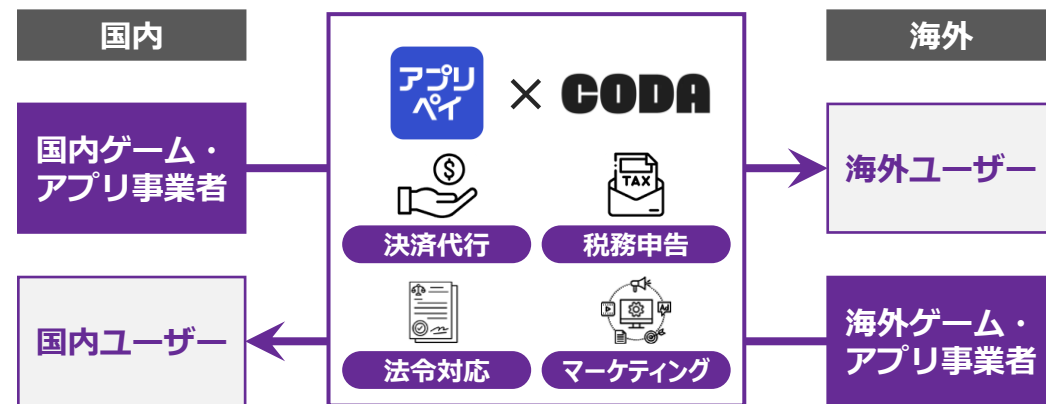 国内
海外
アプリ
ペイ
×
CODA
国内ゲーム・
アプリ事業者
海外ユーザー
TAX
決済代行
税務申告
国内ユーザー
海外ゲーム・
アプリ事業者
法令対応
マーケティング